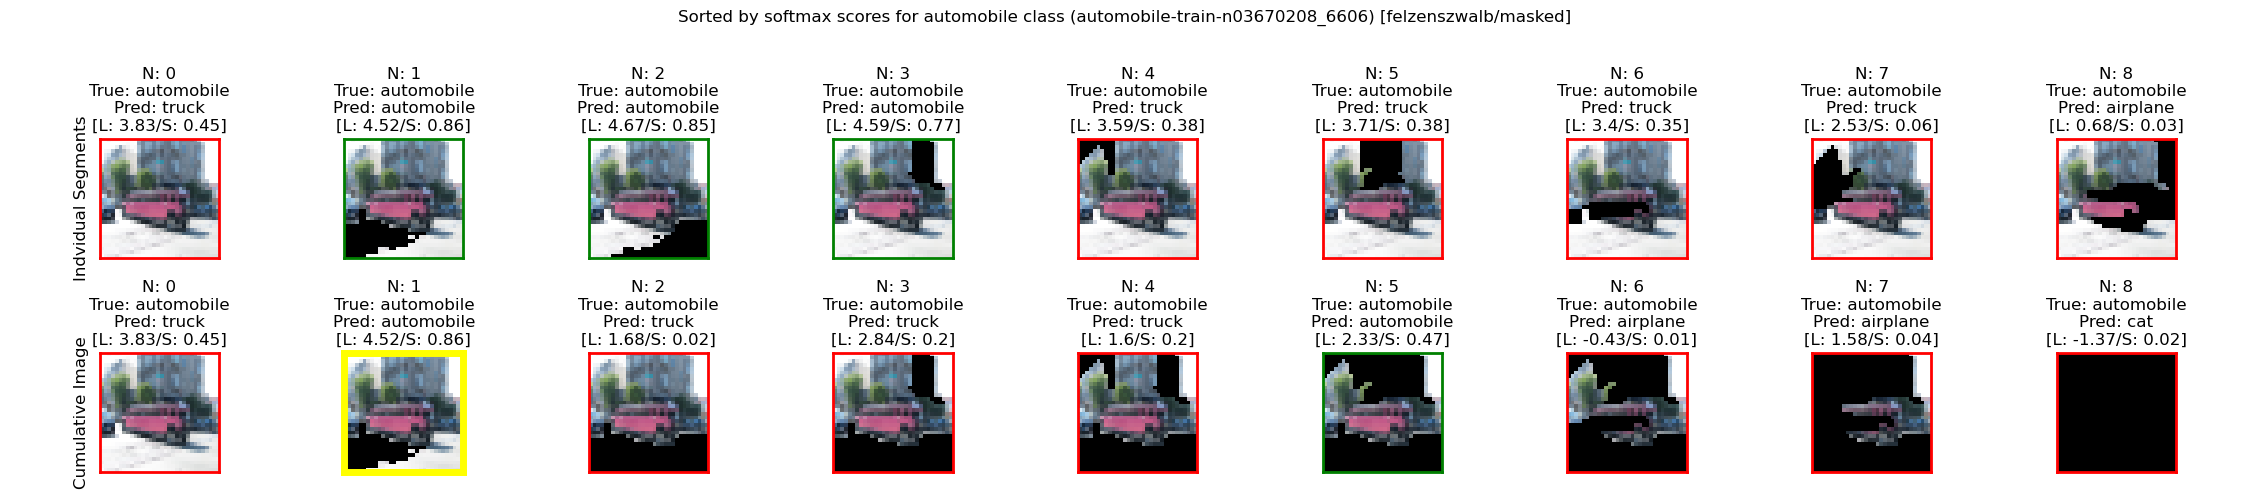 Sorted by softmax scores for automobile class (automobile-train-n03670208_6606) [felzenszwalb/masked]
Indvidual Segments
N: 0
True: automobile
Pred: truck
[L: 3.83/S: 0.45]
N: 1
True: automobile
Pred: automobile
[L: 4.52/S: 0.86]
N: 2
True: automobile
Pred: automobile
[L: 4.67/S: 0.85]
N: 3
True: automobile
Pred: automobile
[L: 4.59/S: 0.77]
N: 4
True: automobile
Pred: truck
[L: 3.59/S: 0.38]
N: 5
True: automobile
Pred: truck
[L: 3.71/S: 0.38]
N: 6
True: automobile
Pred: truck
[L: 3.4/S: 0.35]
N: 7
True: automobile
Pred: truck
[L: 2.53/S: 0.06]
N: 8
True: automobile
Pred: airplane
[L: 0.68/S: 0.03]
Cumulative Image
N: 0
True: automobile
Pred: truck
[L: 3.83/S: 0.45]
N: 1
True: automobile
Pred: automobile
[L: 4.52/S: 0.86]
N: 2
True: automobile
Pred: truck
[L: 1.68/S: 0.02]
N: 3
True: automobile
Pred: truck
[L: 2.84/S: 0.2]
N: 4
True: automobile
Pred: truck
[L: 1.6/S: 0.2]
N: 5
True: automobile
Pred: automobile
[L: 2.33/S: 0.47]
N: 6
True: automobile
Pred: airplane
[L: -0.43/S: 0.01]
N: 7
True: automobile
Pred: airplane
[L: 1.58/S: 0.04]
N: 8
True: automobile
Pred: cat
[L: -1.37/S: 0.02]